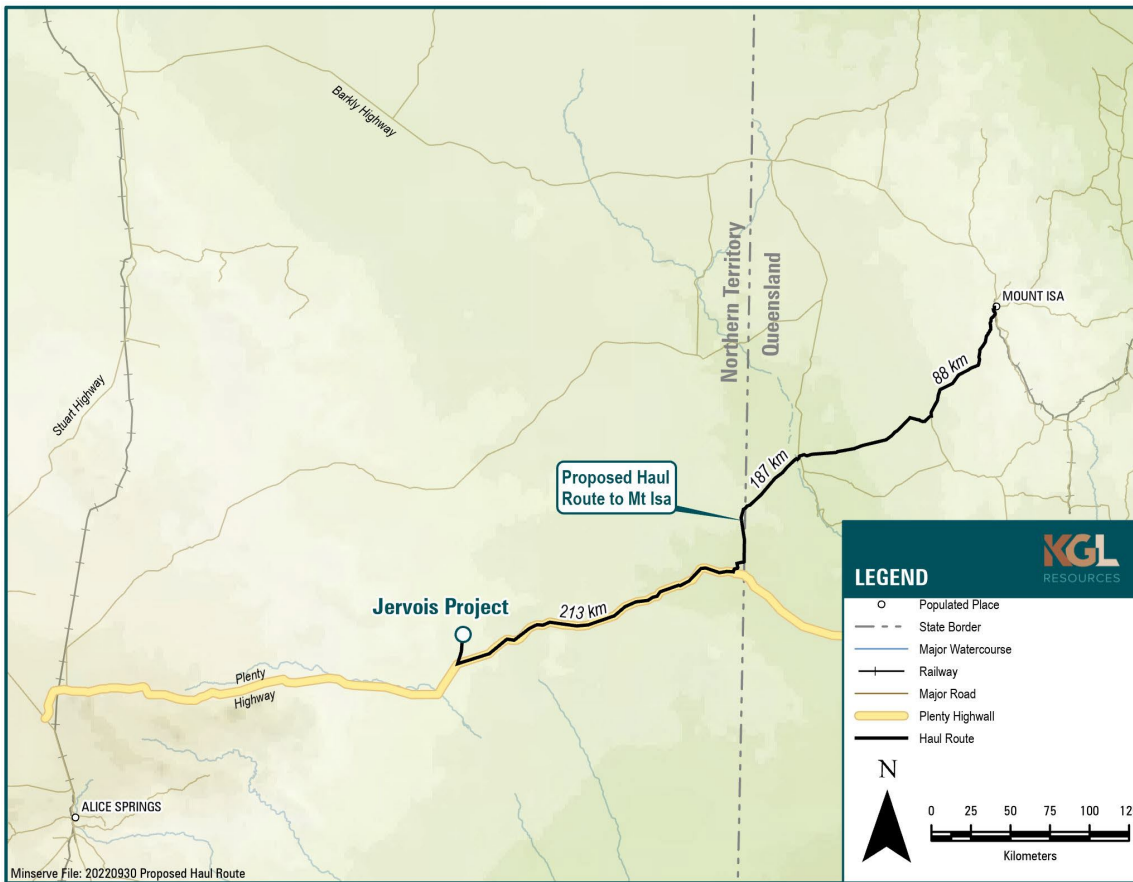 Barkly Highway
Stuart Highway
Northern Territory
Queensland
MOUNT ISA
88 km
187 km
Proposed Haul
Route to Mt Isa
213 km
Jervois Project
Plenty
Highway
ALICE SPRINGS
KGL
RESOURCES
LEGEND
Populated Place
State Border
Major Watercourse
Railway
Major Road
Plenty Highwall
Haul Route
N
0 25 50 75 100 12
Kilometers
Minserve File: 20220930 Proposed Haul Route